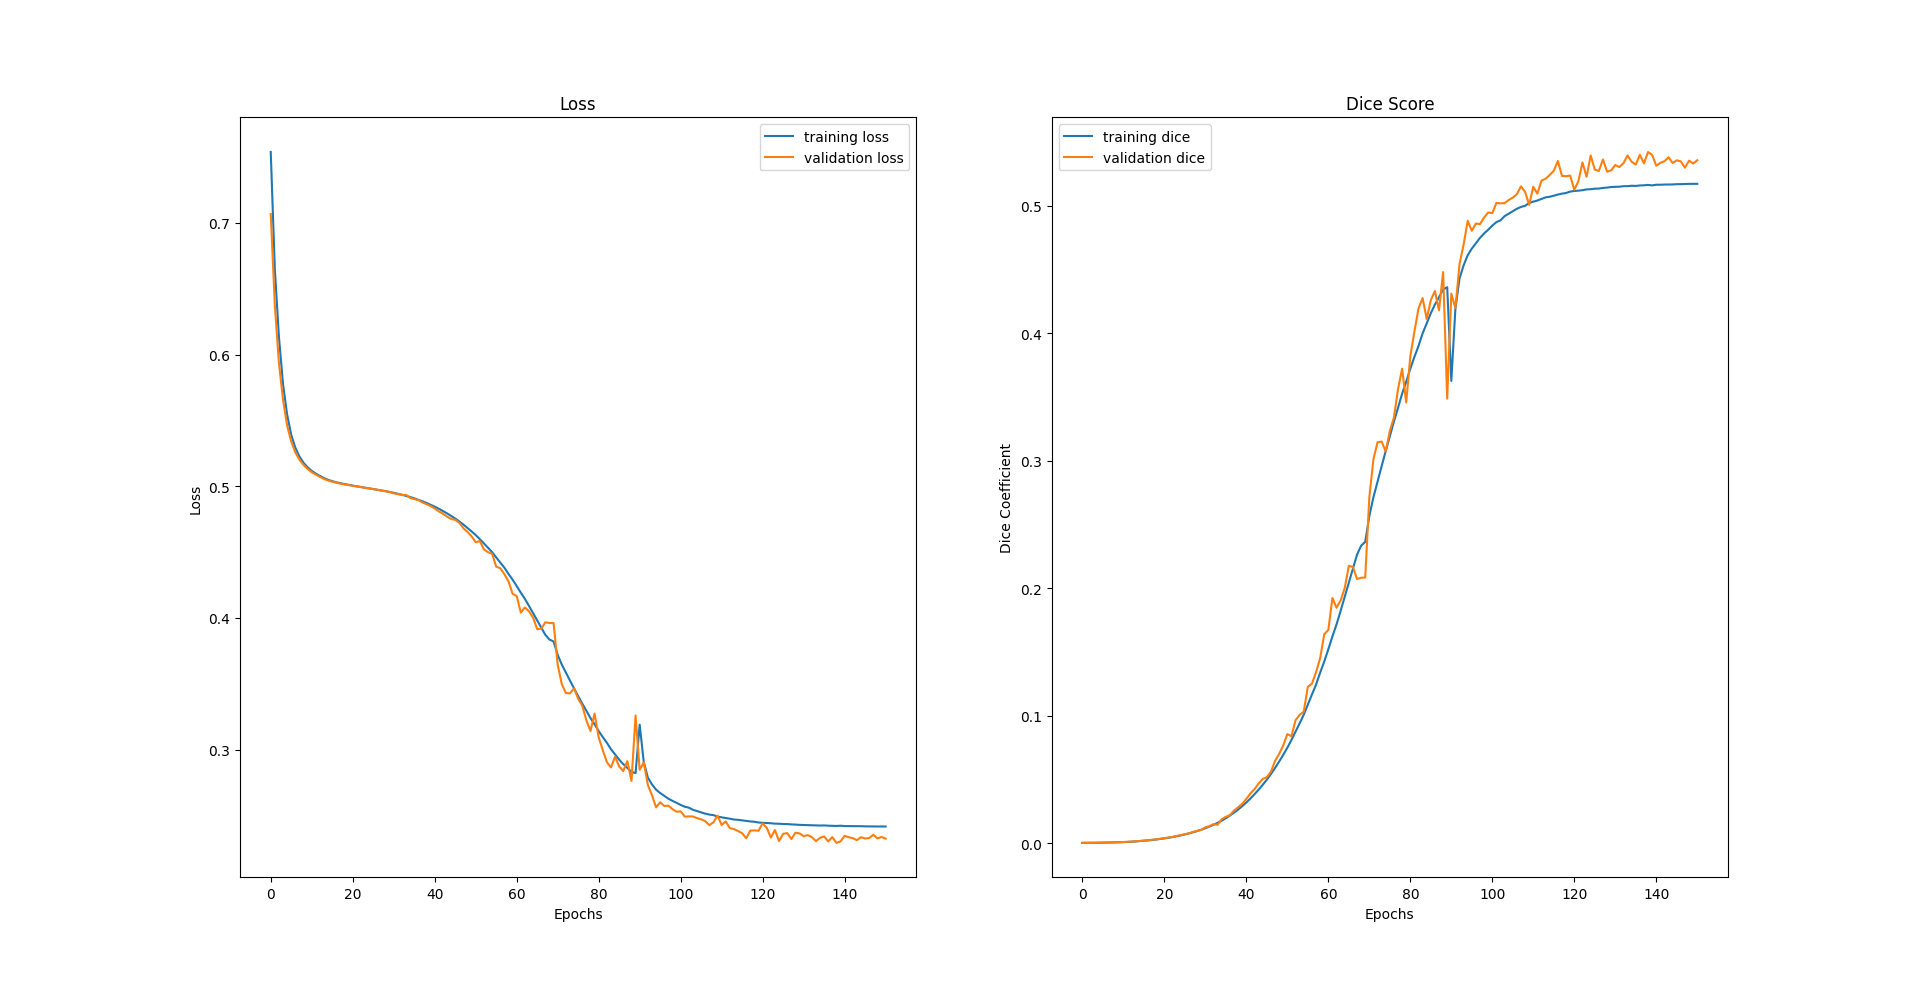 Loss
training loss
validation loss
0.7
0.6
0.5
0.4
0.3
Loss
0 20 40 60 80 100 120 140
Epochs
Dice Score
training dice
validation dice
0.5
0.4
0.3
0.2
0.1
0.0
Dice Coefficient
0 20 40 60 80 100 120 140
Epochs